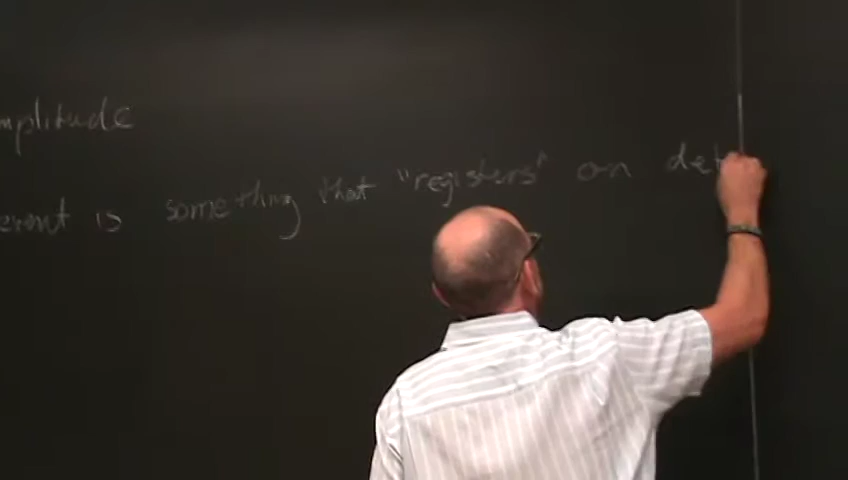 mplitude
erent is something that "registers" on det